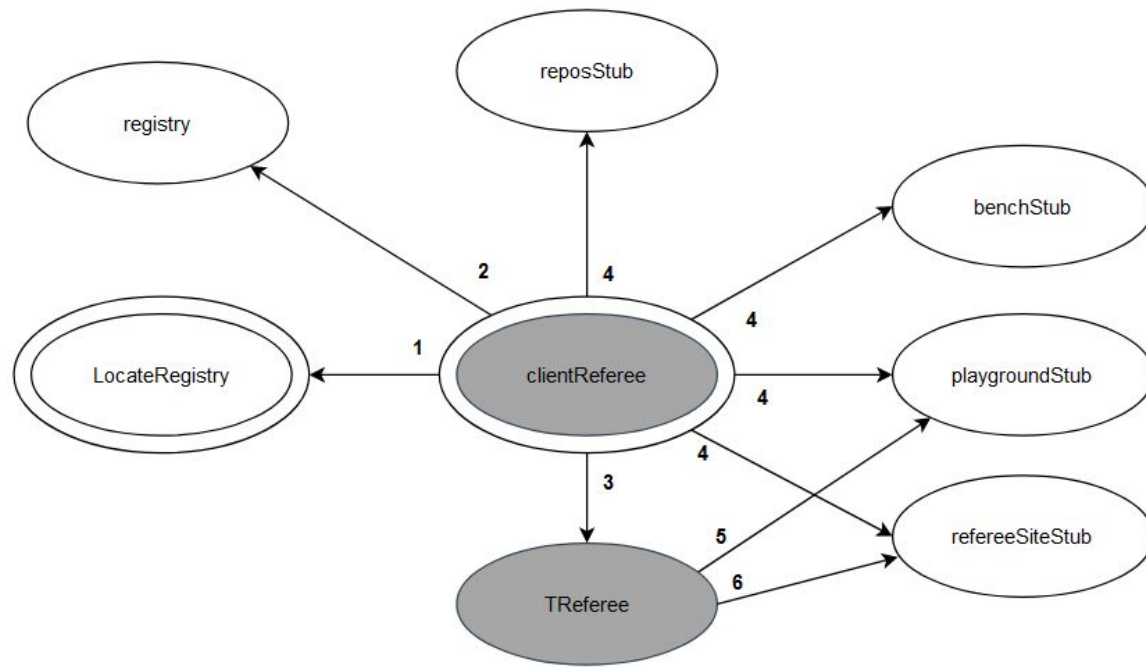 reposStub
registry
benchStub
2
4
4
LocateRegistry
1
clientReferee
4
playgroundStub
4
3
5
refereeSiteStub
6
TReferee